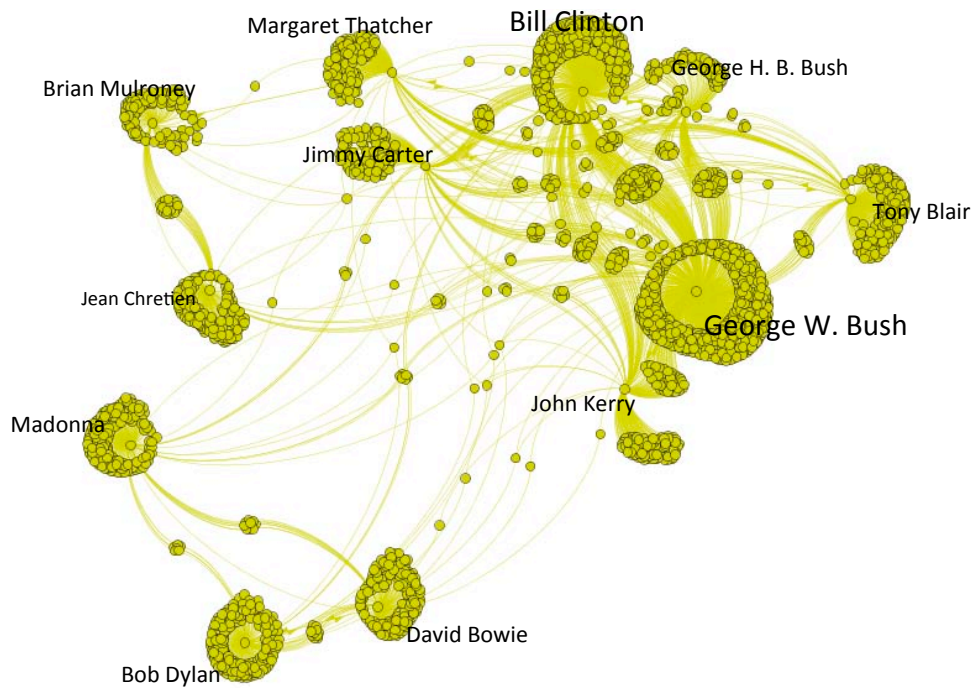 Margaret Thatcher
Bill Clinton
George H. B. Bush
Brian Mulroney
Jimmy Carter
Tony Blair
Jean Chretien
George W. Bush
John Kerry
Madonna
David Bowie
Bob Dylan